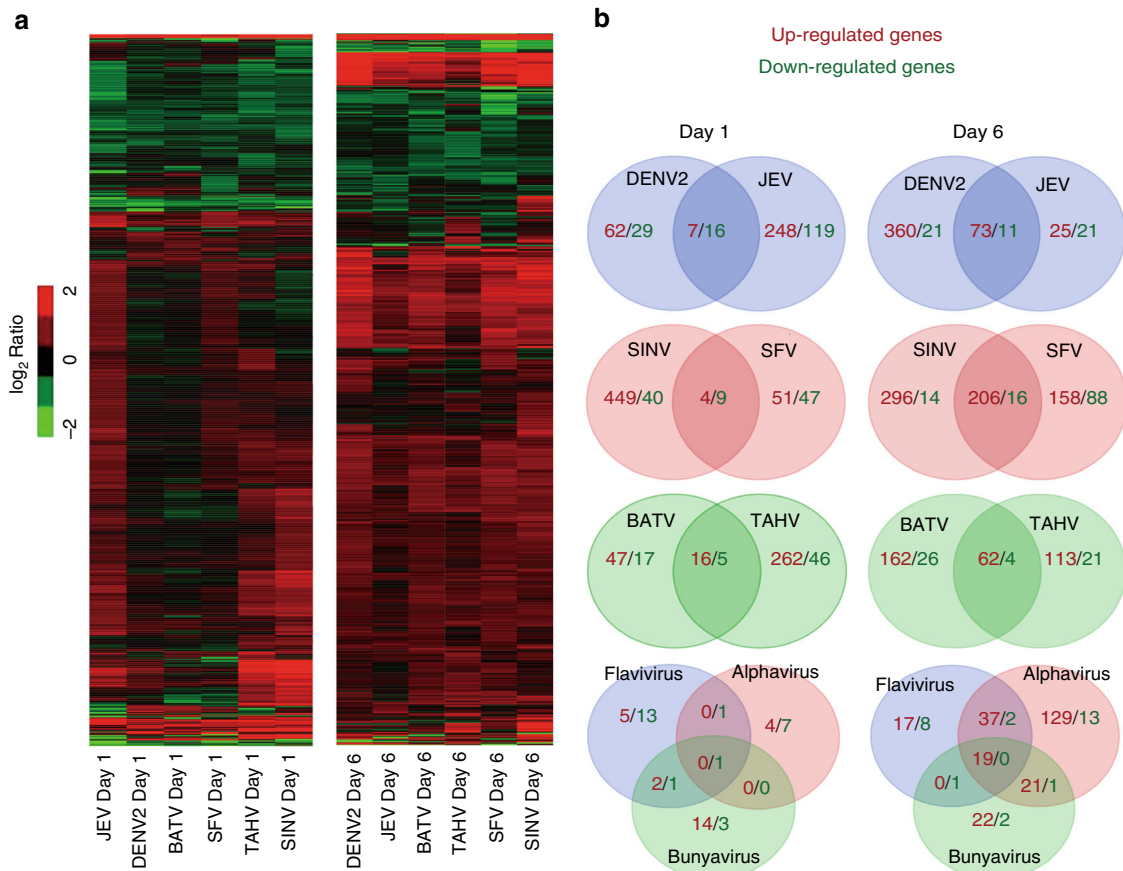 a
log2 Ratio
2
0
−2
JEV Day 1
DENV2 Day 1
BATV Day 1
SFV Day 1
TAHV Day 1
SINV Day 1
DENV2 Day 6
JEV Day 6
BATV Day 6
TAHV Day 6
SFV Day 6
SINV Day 6
b
Up-regulated genes
Down-regulated genes
Day 1
DENV2
JEV
62/29
7/16
248/119
SINV
SFV
449/40
4/9
51/47
BATV
TAHV
47/17
16/5
262/46
Flavivirus
Alphavirus
5/13
0/1
4/7
0/1
2/1
0/0
14/3
Bunyavirus
Day 6
DENV2
JEV
360/21
73/11
25/21
SINV
SFV
296/14
206/16
158/88
BATV
TAHV
162/26
62/4
113/21
Flavivirus
Alphavirus
17/8
37/2
129/13
19/0
0/1
21/1
22/2
Bunyavirus